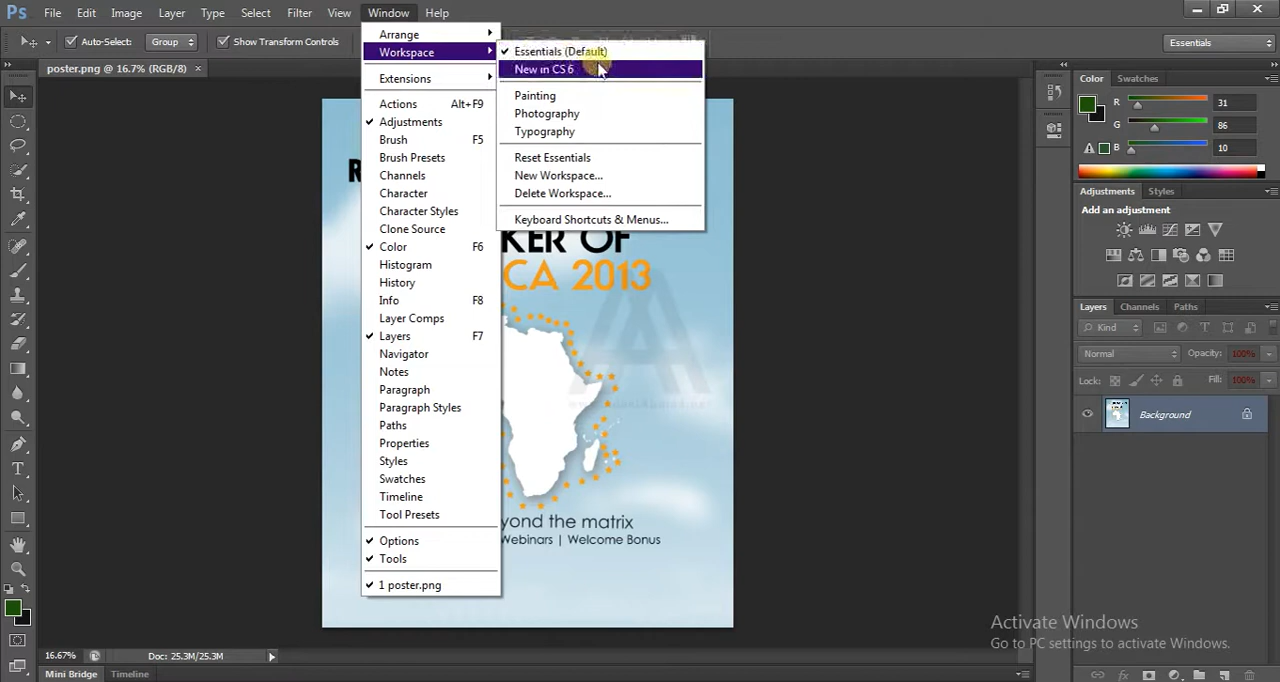 Ps File Edit Image Layer Type Select Filter View Window Help
Auto-Select: Group Show Transform Controls Essentials
poster.png @ 16.7% (RGB/8) ×
Arrange
Workspace
Extensions
Actions Alt+F9
Adjustments
Brush F5
Brush Presets
Channels
Character
Character Styles
Clone Source
Color F6
Histogram
History
Info F8
Layer Comps
Layers F7
Navigator
Notes
Paragraph
Paragraph Styles
Paths
Properties
Styles
Swatches
Timeline
Tool Presets
Options
Tools
1 poster.png
Essentials (Default)
New in CS 6
Painting
Photography
Typography
Reset Essentials
New Workspace...
Delete Workspace...
Keyboard Shortcuts & Menus...
R
KER OF
CA 2013
yond the matrix
Webinars | Welcome Bonus
Color Swatches
R 31
G 86
B 10
Adjustments Styles
Add an adjustment
Layers Channels Paths
Kind
Normal Opacity: 100%
Lock: Fill: 100%
Background
Activate Windows
Go to PC settings to activate Windows.
16.67% Doc: 25.3M/25.3M
Mini Bridge Timeline